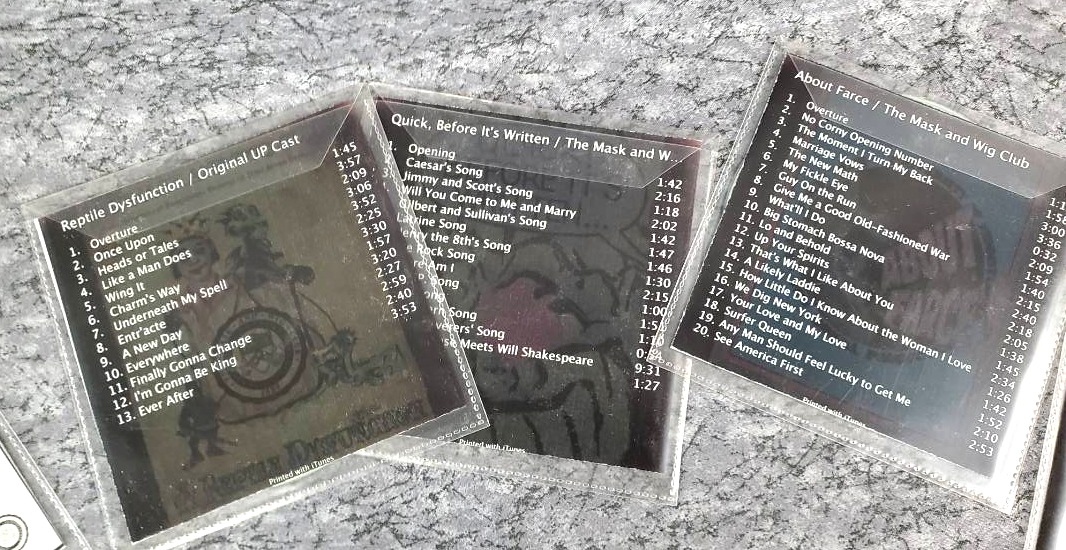 Reptile Dysfunction / Original UP Cast
1. Overture 1:45
2. Once Upon 3:57
3. Heads or Tales 2:09
4. Like a Man Does 3:06
5. Wing It 3:52
6. Charm's Way 2:25
7. Underneath My Spell 3:30
8. Entr'acte 1:57
9. A New Day 3:20
10. Everywhere 2:27
11. Finally Gonna Change 2:59
12. I'm Gonna Be King 2:40
13. Ever After 3:53
Printed with iTunes
Quick, Before It's Written / The Mask and W...
Opening 1:42
Caesar's Song 2:16
Jimmy and Scott's Song 1:18
Will You Come to Me and Marry 2:02
Gilbert and Sullivan's Song 1:42
Latrine Song 1:47
the 8th's Song 1:46
Rock Song 1:30
Am I 2:15
Song 1:00
Song
Song
Song
Meets Will Shakespeare 9:31
1:27
Printed with iTunes
About Farce / The Mask and Wig Club
1. Overture
2. No Corny Opening Number
3. The Moment I Turn My Back 3:00
4. Marriage Vows 3:36
5. The New Math 0:32
6. My Fickle Eye 2:09
7. Guy On the Run 1:54
8. Give Me a Good Old-Fashioned War 1:40
9. What'll I Do 2:15
10. Big Stomach Bossa Nova 2:40
11. Lo and Behold 2:18
12. Up Your Spirits 2:05
13. That's What I Like About You 1:38
14. A Likely Laddie 1:45
15. How Little Do I Know About the Woman I Love 2:34
16. We Dig New York 1:26
17. Your Love and My Love 1:42
18. Surfer Queen 1:52
19. Any Man Should Feel Lucky to Get Me 2:10
20. See America First 2:53
Printed with iTunes